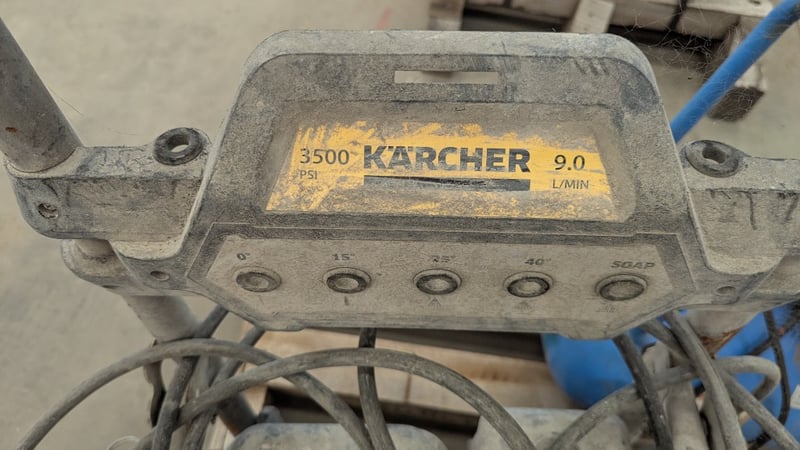 3500 KÄRCHER 9.0
PSI L/MIN
0° 15° 25° 40° SOAP